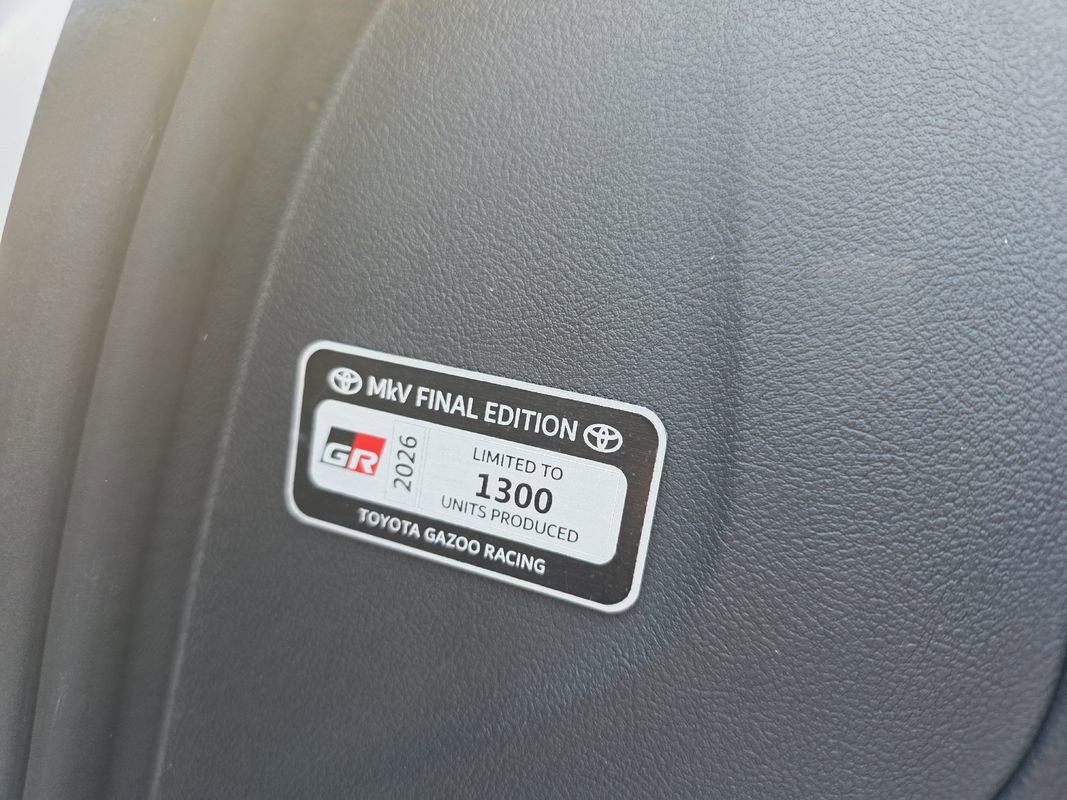 MkV FINAL EDITION
GR
2026
LIMITED TO
1300
UNITS PRODUCED
TOYOTA GAZOO RACING